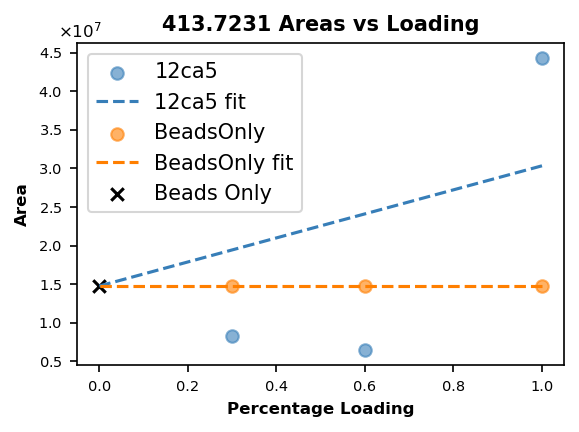 413.7231 Areas vs Loading
×10⁷
4.5
4.0
3.5
3.0
2.5
2.0
1.5
1.0
0.5
Area
12ca5
12ca5 fit
BeadsOnly
BeadsOnly fit
Beads Only
0.0 0.2 0.4 0.6 0.8 1.0
Percentage Loading